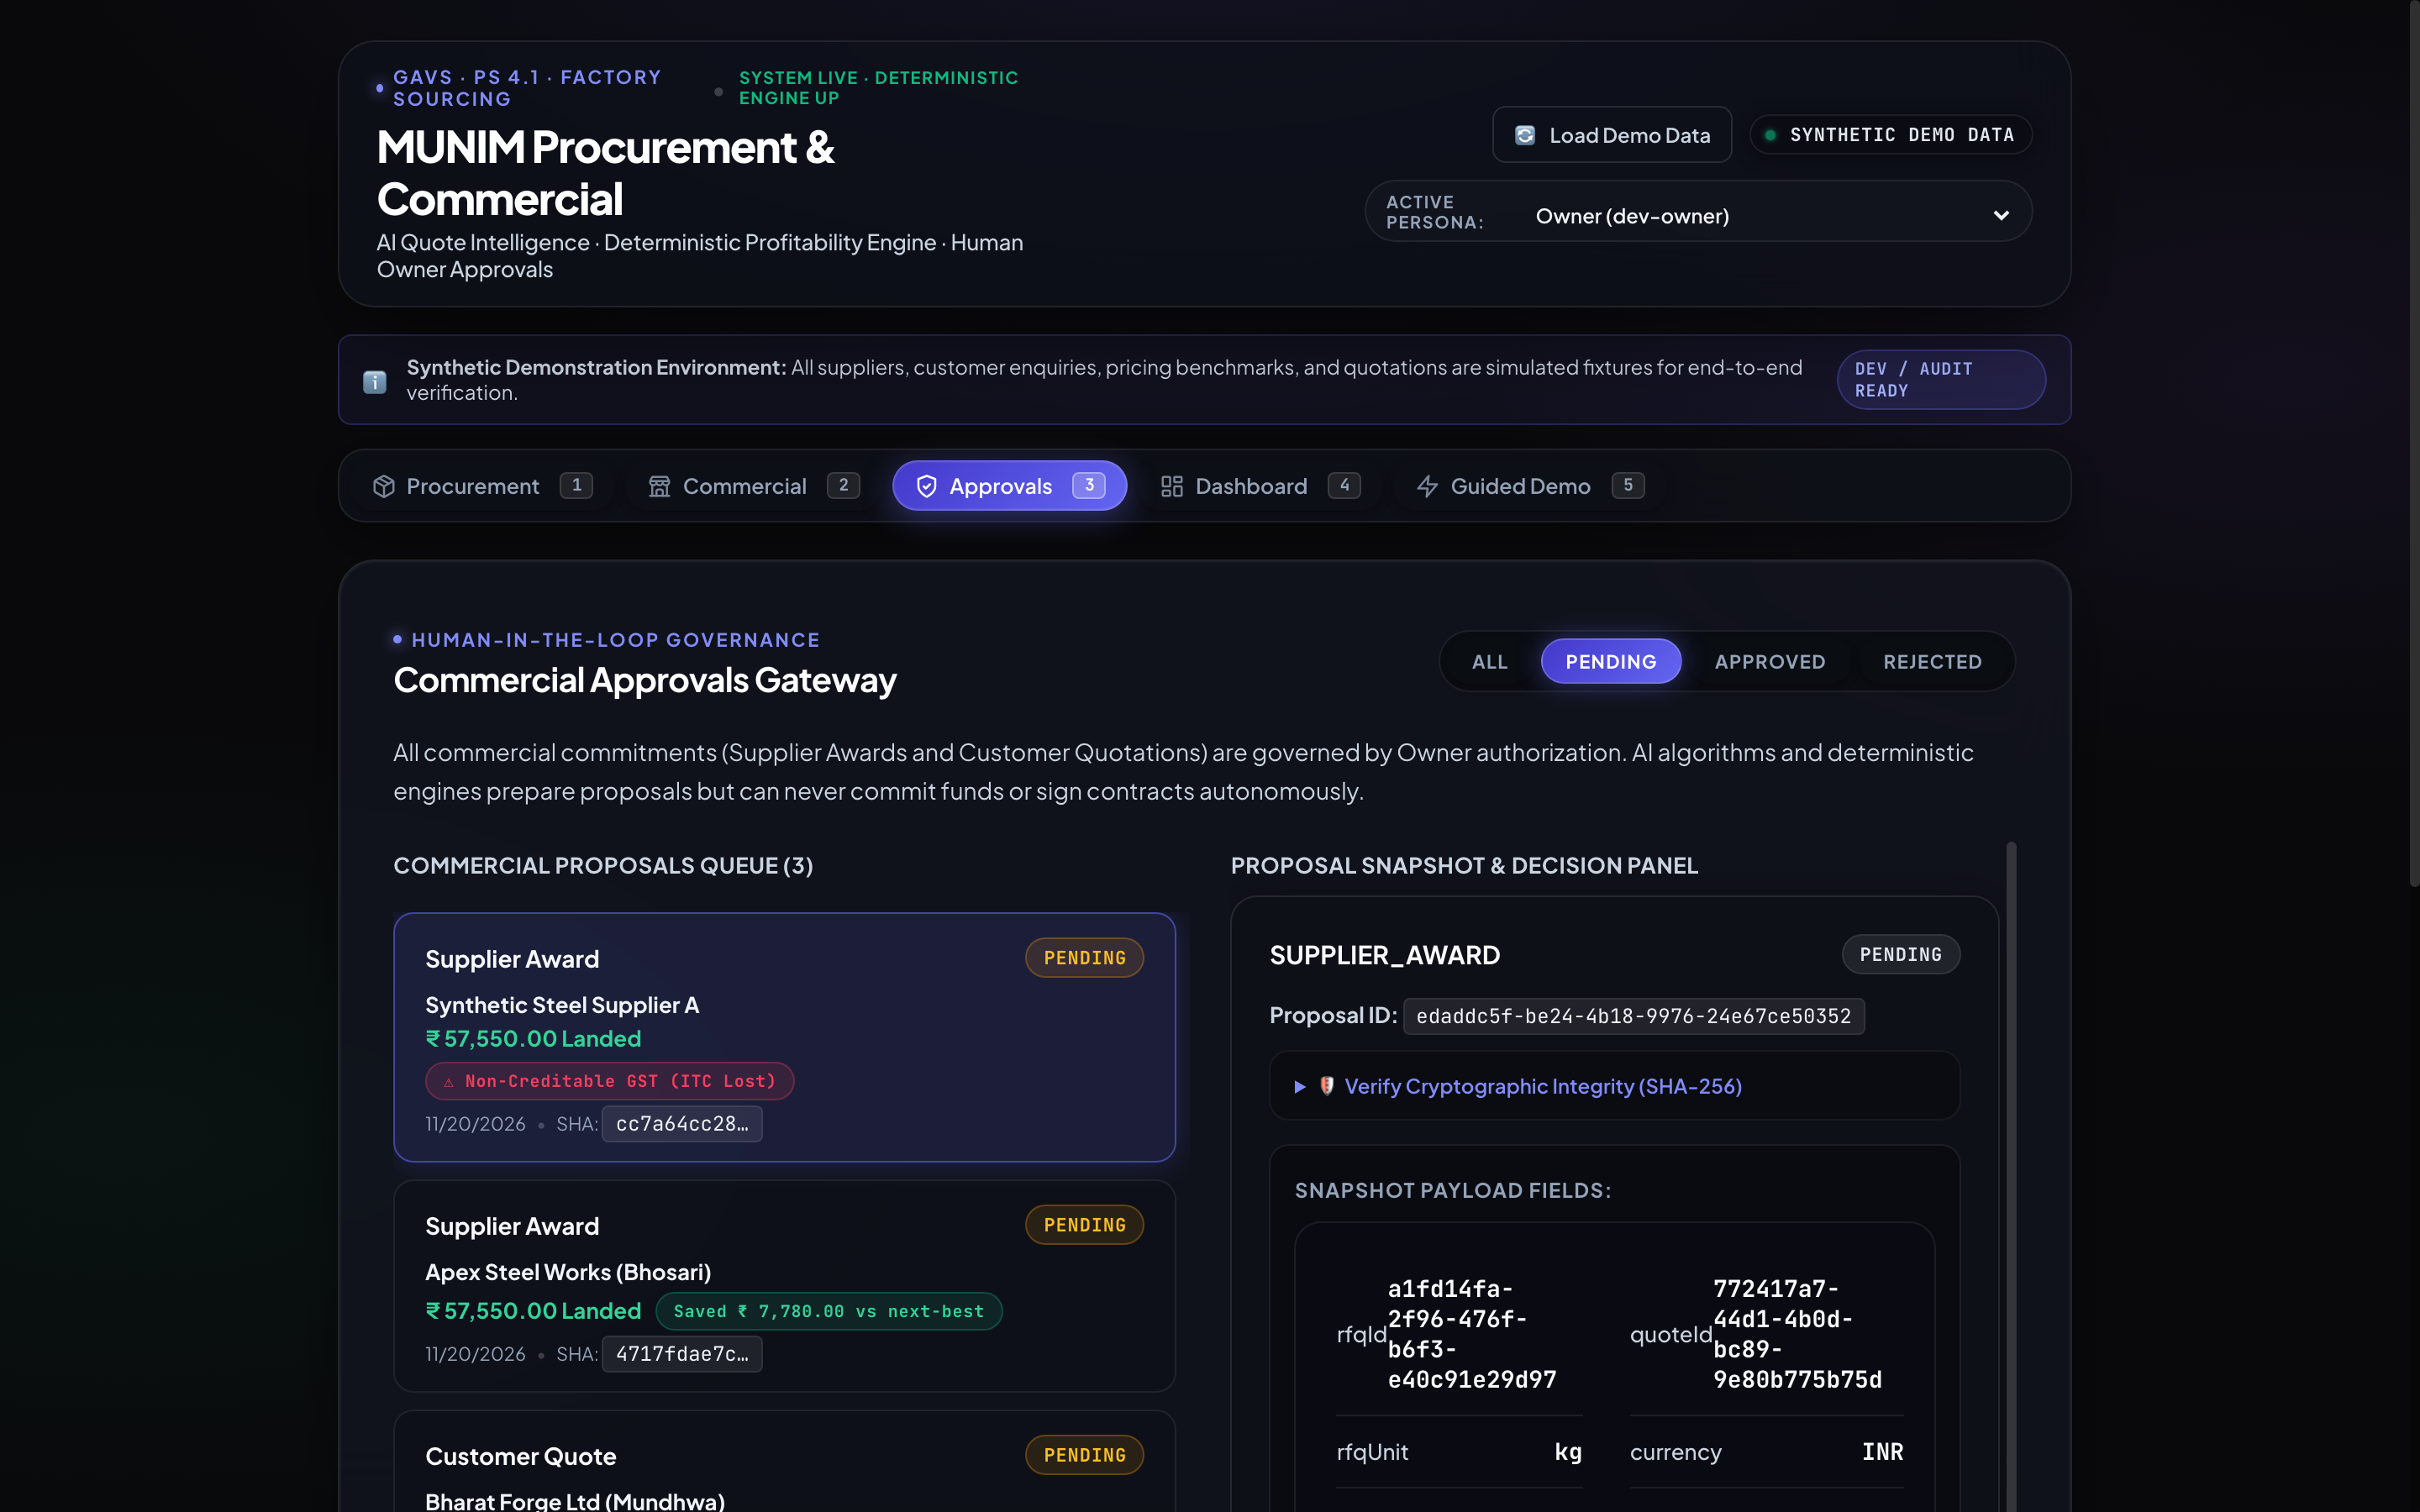 GAVS · PS 4.1 · FACTORY
SOURCING
SYSTEM LIVE · DETERMINISTIC
ENGINE UP
MUNIM Procurement &
Commercial
AI Quote Intelligence · Deterministic Profitability Engine · Human
Owner Approvals
Load Demo Data
SYNTHETIC DEMO DATA
ACTIVE
PERSONA:
Owner (dev-owner)
Synthetic Demonstration Environment: All suppliers, customer enquiries, pricing benchmarks, and quotations are simulated fixtures for end-to-end
verification.
DEV / AUDIT
READY
Procurement 1
Commercial 2
Approvals 3
Dashboard 4
Guided Demo 5
HUMAN-IN-THE-LOOP GOVERNANCE
Commercial Approvals Gateway
ALL
PENDING
APPROVED
REJECTED
All commercial commitments (Supplier Awards and Customer Quotations) are governed by Owner authorization. AI algorithms and deterministic
engines prepare proposals but can never commit funds or sign contracts autonomously.
COMMERCIAL PROPOSALS QUEUE (3)
Supplier Award
PENDING
Synthetic Steel Supplier A
₹ 57,550.00 Landed
⚠ Non-Creditable GST (ITC Lost)
11/20/2026 • SHA: cc7a64cc28…
Supplier Award
PENDING
Apex Steel Works (Bhosari)
₹ 57,550.00 Landed
Saved ₹ 7,780.00 vs next-best
11/20/2026 • SHA: 4717fdae7c…
Customer Quote
PENDING
Bharat Forge Ltd (Mundhwa)
PROPOSAL SNAPSHOT & DECISION PANEL
SUPPLIER_AWARD
PENDING
Proposal ID: edaddc5f-be24-4b18-9976-24e67ce50352
Verify Cryptographic Integrity (SHA-256)
SNAPSHOT PAYLOAD FIELDS:
rfqId
a1fd14fa-
2f96-476f-
b6f3-
e40c91e29d97
quoteId
772417a7-
44d1-4b0d-
bc89-
9e80b775b75d
rfqUnit kg
currency INR